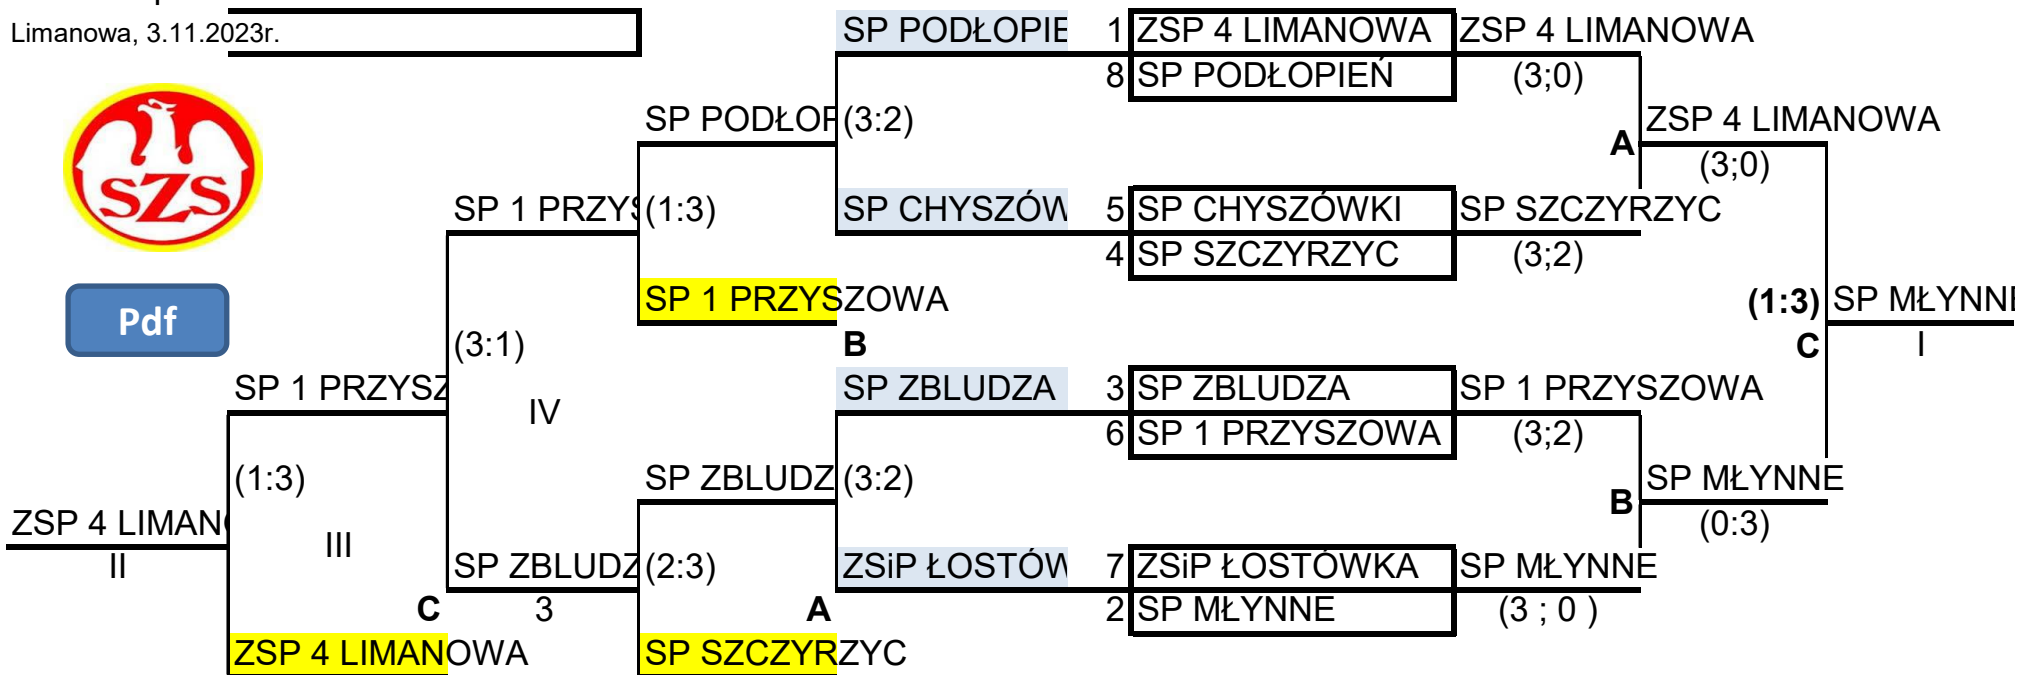 Limanowa, 3.11.2023r.
SP PODŁOPIE 1 ZSP 4 LIMANOWA ZSP 4 LIMANOWA
8 SP PODŁOPIEŃ (3;0)
SP PODŁOP (3:2) ZSP 4 LIMANOWA
A (3;0)
SZS
SP 1 PRZYS (1:3) SP CHYSZÓW 5 SP CHYSZÓWKI SP SZCZYRZYC
4 SP SZCZYRZYC (3;2)
SP 1 PRZYSZOWA (1:3) SP MŁYNNE
Pdf
(3:1) B C I
SP 1 PRZYSZ SP ZBLUDZA 3 SP ZBLUDZA SP 1 PRZYSZOWA
IV 6 SP 1 PRZYSZOWA (3;2)
(1:3) SP ZBLUDZ (3:2) SP MŁYNNE
B
ZSP 4 LIMANO (0:3)
III
II SP ZBLUDZ (2:3) ZSiP ŁOSTÓW 7 ZSiP ŁOSTÓWKA SP MŁYNNE
C 3 A 2 SP MŁYNNE (3 ; 0 )
ZSP 4 LIMANOWA SP SZCZYRZYC